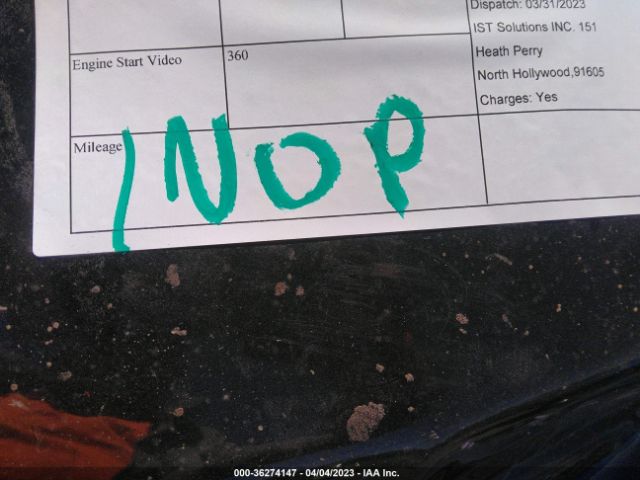 Dispatch: 03/31/2023
IST Solutions INC. 151
Engine Start Video
360
Heath Perry
North Hollywood,91605
Charges: Yes
Mileage
INOP
000-36274147 - 04/04/2023 - IAA Inc.